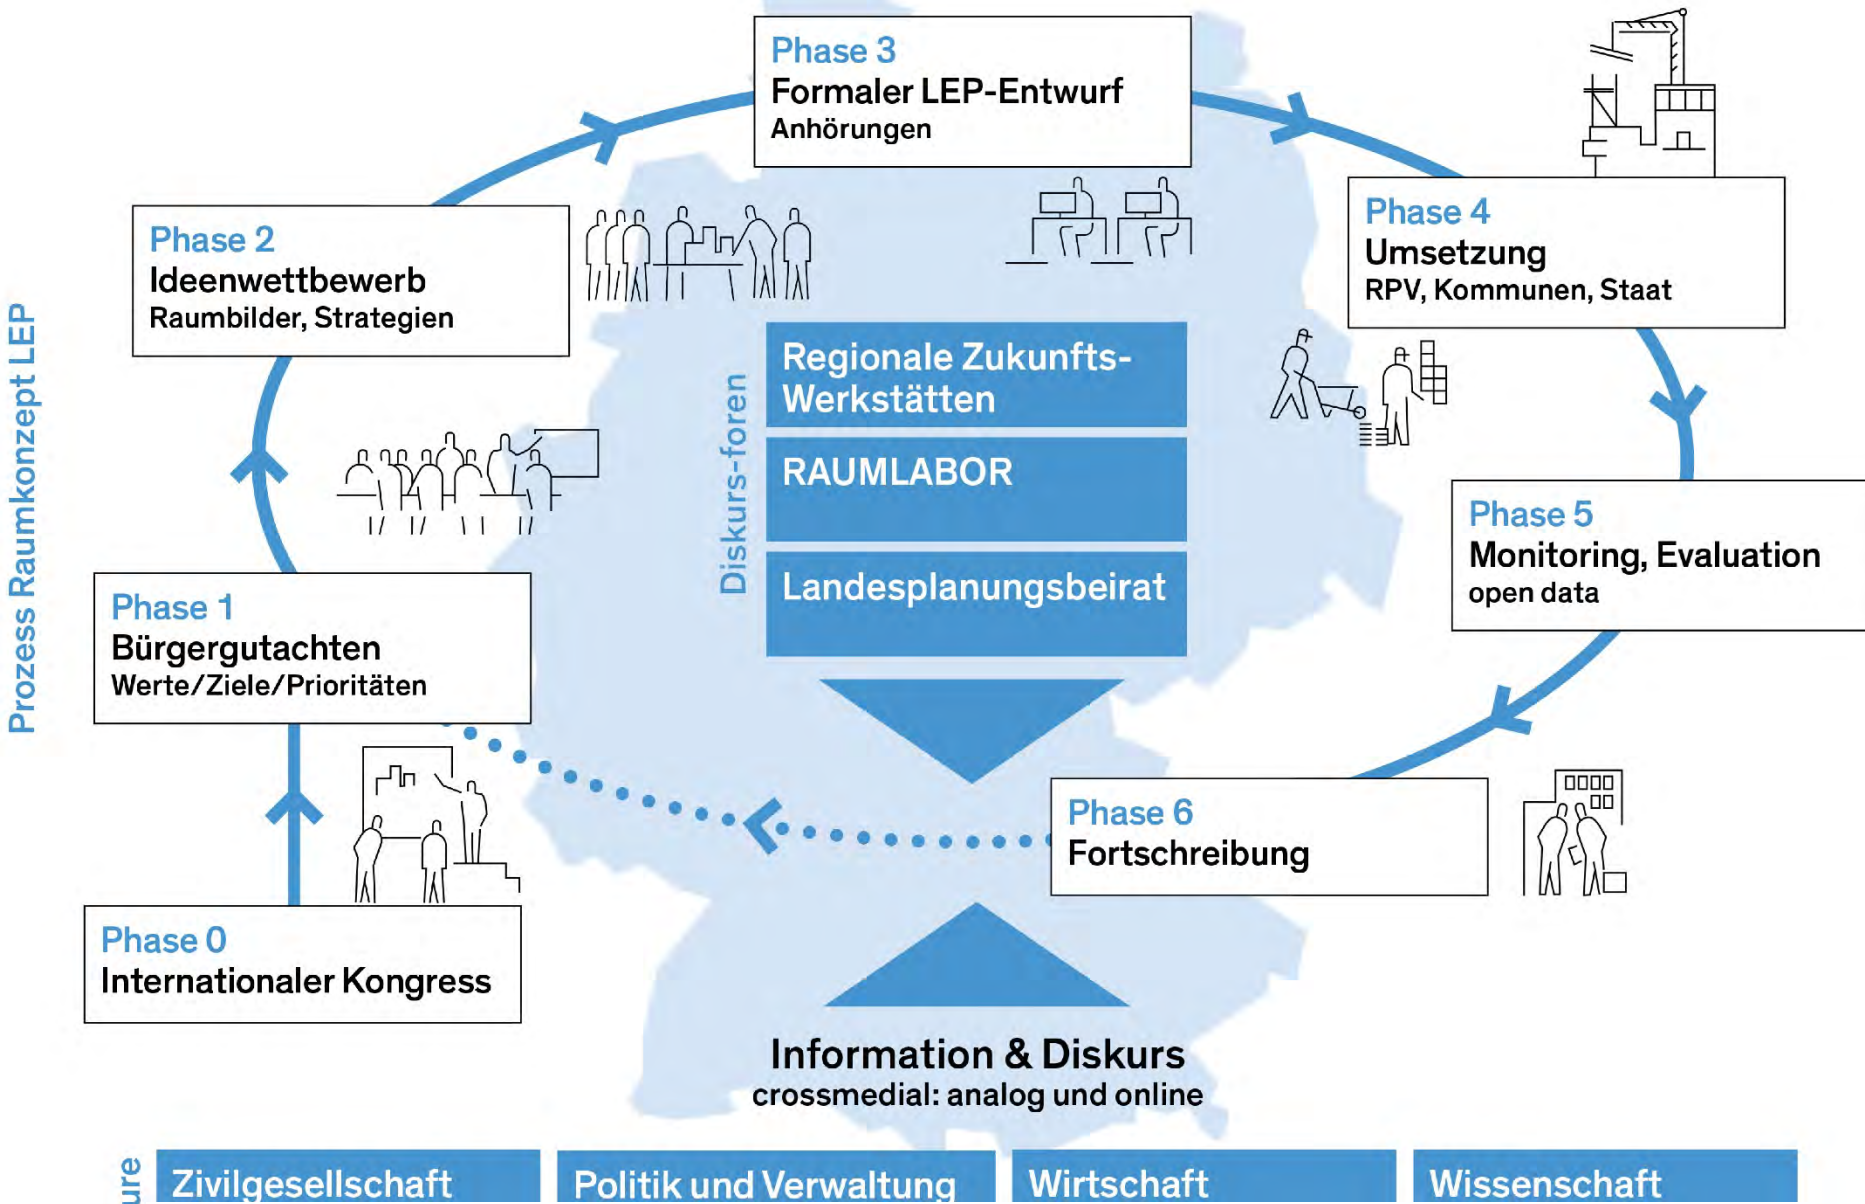 Prozess Raumkonzept LEP
Phase 3
Formaler LEP-Entwurf
Anhörungen
Phase 2
Ideenwettbewerb
Raumbilder, Strategien
Phase 4
Umsetzung
RPV, Kommunen, Staat
Diskurs-foren
Regionale Zukunfts-
Werkstätten
RAUMLABOR
Landesplanungsbeirat
Phase 5
Monitoring, Evaluation
open data
Phase 1
Bürgergutachten
Werte/Ziele/Prioritäten
Phase 6
Fortschreibung
Phase 0
Internationaler Kongress
Information & Diskurs
crossmedial: analog und online
Zivilgesellschaft
Politik und Verwaltung
Wirtschaft
Wissenschaft